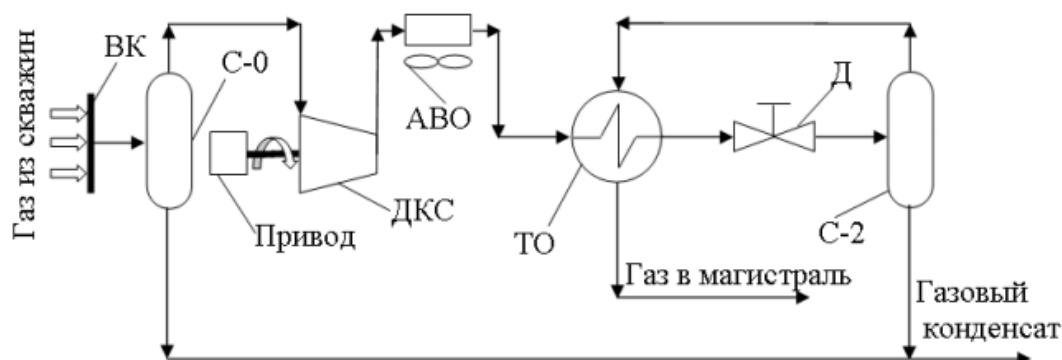 Газ из скважин
ВК
С-0
Привод
ДКС
АВО
ТО
Д
С-2
Газ в магистраль
Газовый
конденсат